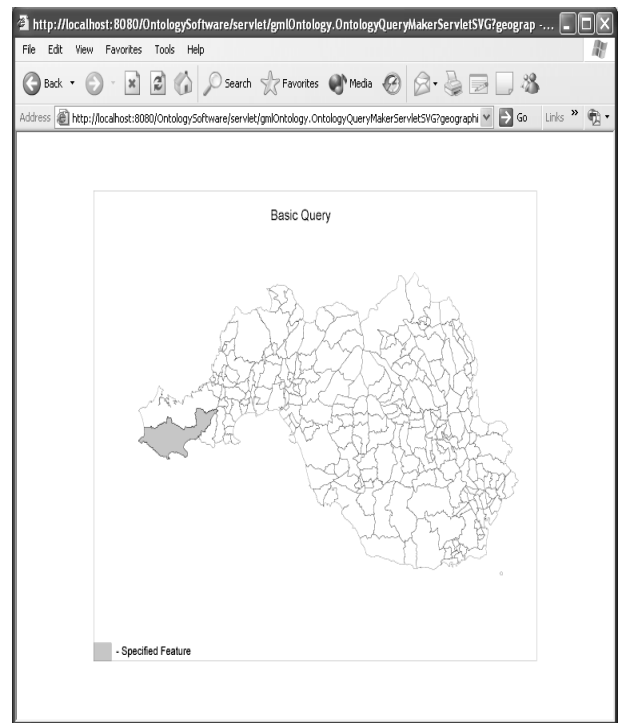 http://localhost:8080/OntologySoftware/servlet/gmlOntology.OntologyQueryMakerServletSVG?geograp -...
File Edit View Favorites Tools Help
Back Search Favorites Media
Address http://localhost:8080/OntologySoftware/servlet/gmlOntology.OntologyQueryMakerServletSVG?geographi Go Links »
Basic Query
- Specified Feature